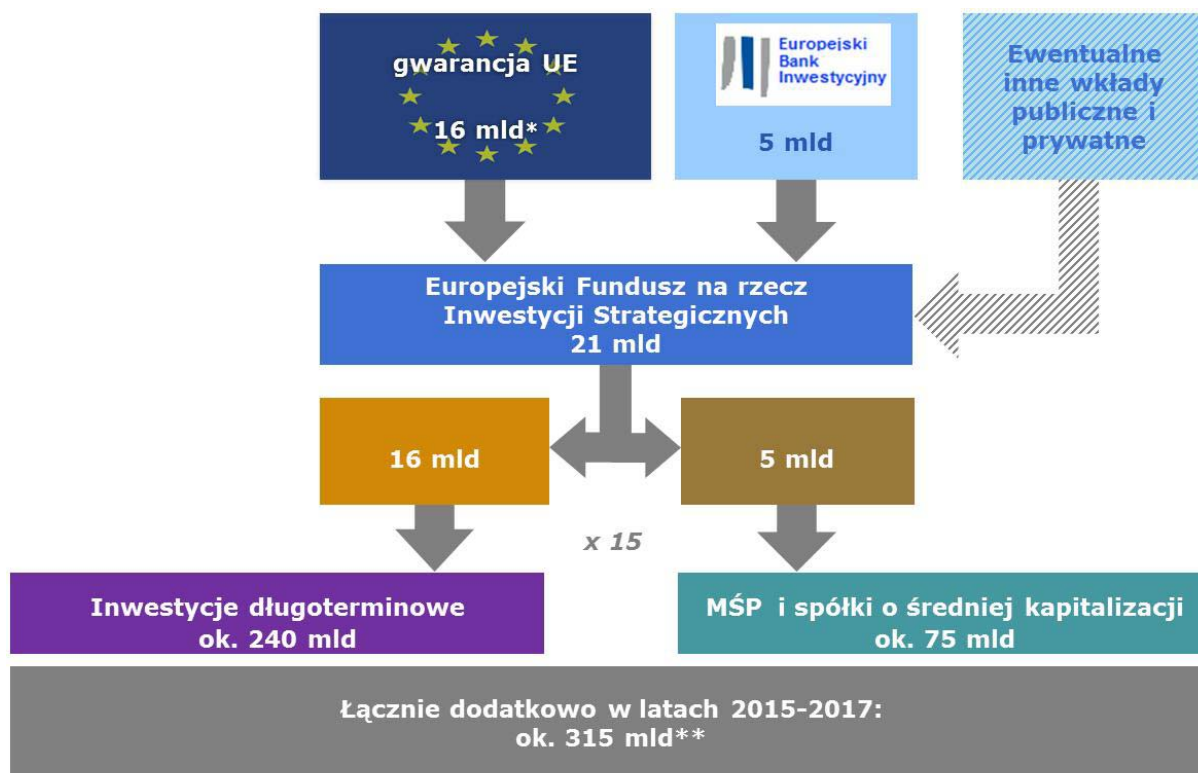 gwarancja UE
16 mld*
Europejski
Bank
Inwestycyjny
5 mld
Ewentualne
inne wkłady
publiczne i
prywatne
Europejski Fundusz na rzecz
Inwestycji Strategicznych
21 mld
16 mld
5 mld
x 15
Inwestycje długoterminowe
ok. 240 mld
MŚP i spółki o średniej kapitalizacji
ok. 75 mld
Łącznie dodatkowo w latach 2015-2017:
ok. 315 mld**